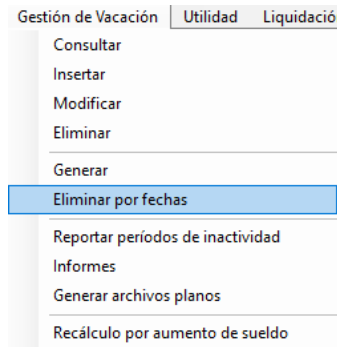 Gestión de Vacación Utilidad Liquidació
Consultar
Insertar
Modificar
Eliminar
Generar
Eliminar por fechas
Reportar períodos de inactividad
Informes
Generar archivos planos
Recálculo por aumento de sueldo